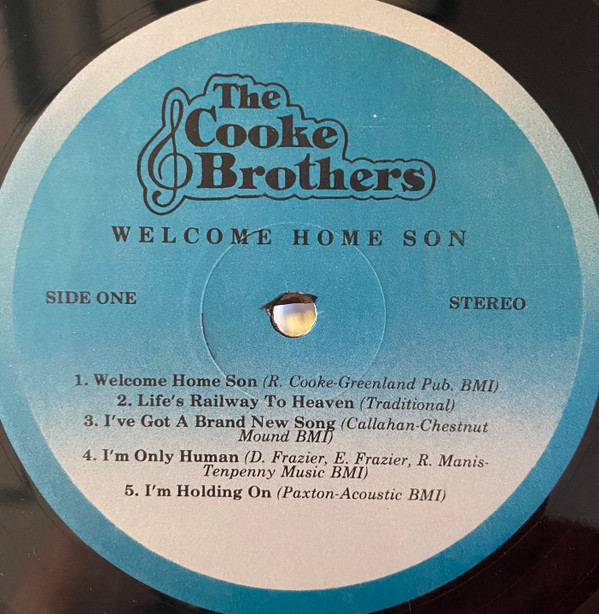 The
Cooke
Brothers
WELCOME HOME SON
SIDE ONE
STEREO
1. Welcome Home Son (R. Cooke-Greenland Pub. BMI)
2. Life's Railway To Heaven (Traditional)
3. I've Got A Brand New Song (Callahan-Chestnut
Mound BMI)
4. I'm Only Human (D. Frazier, E. Frazier, R. Manis-
Tenpenny Music BMI)
5. I'm Holding On (Paxton-Acoustic BMI)